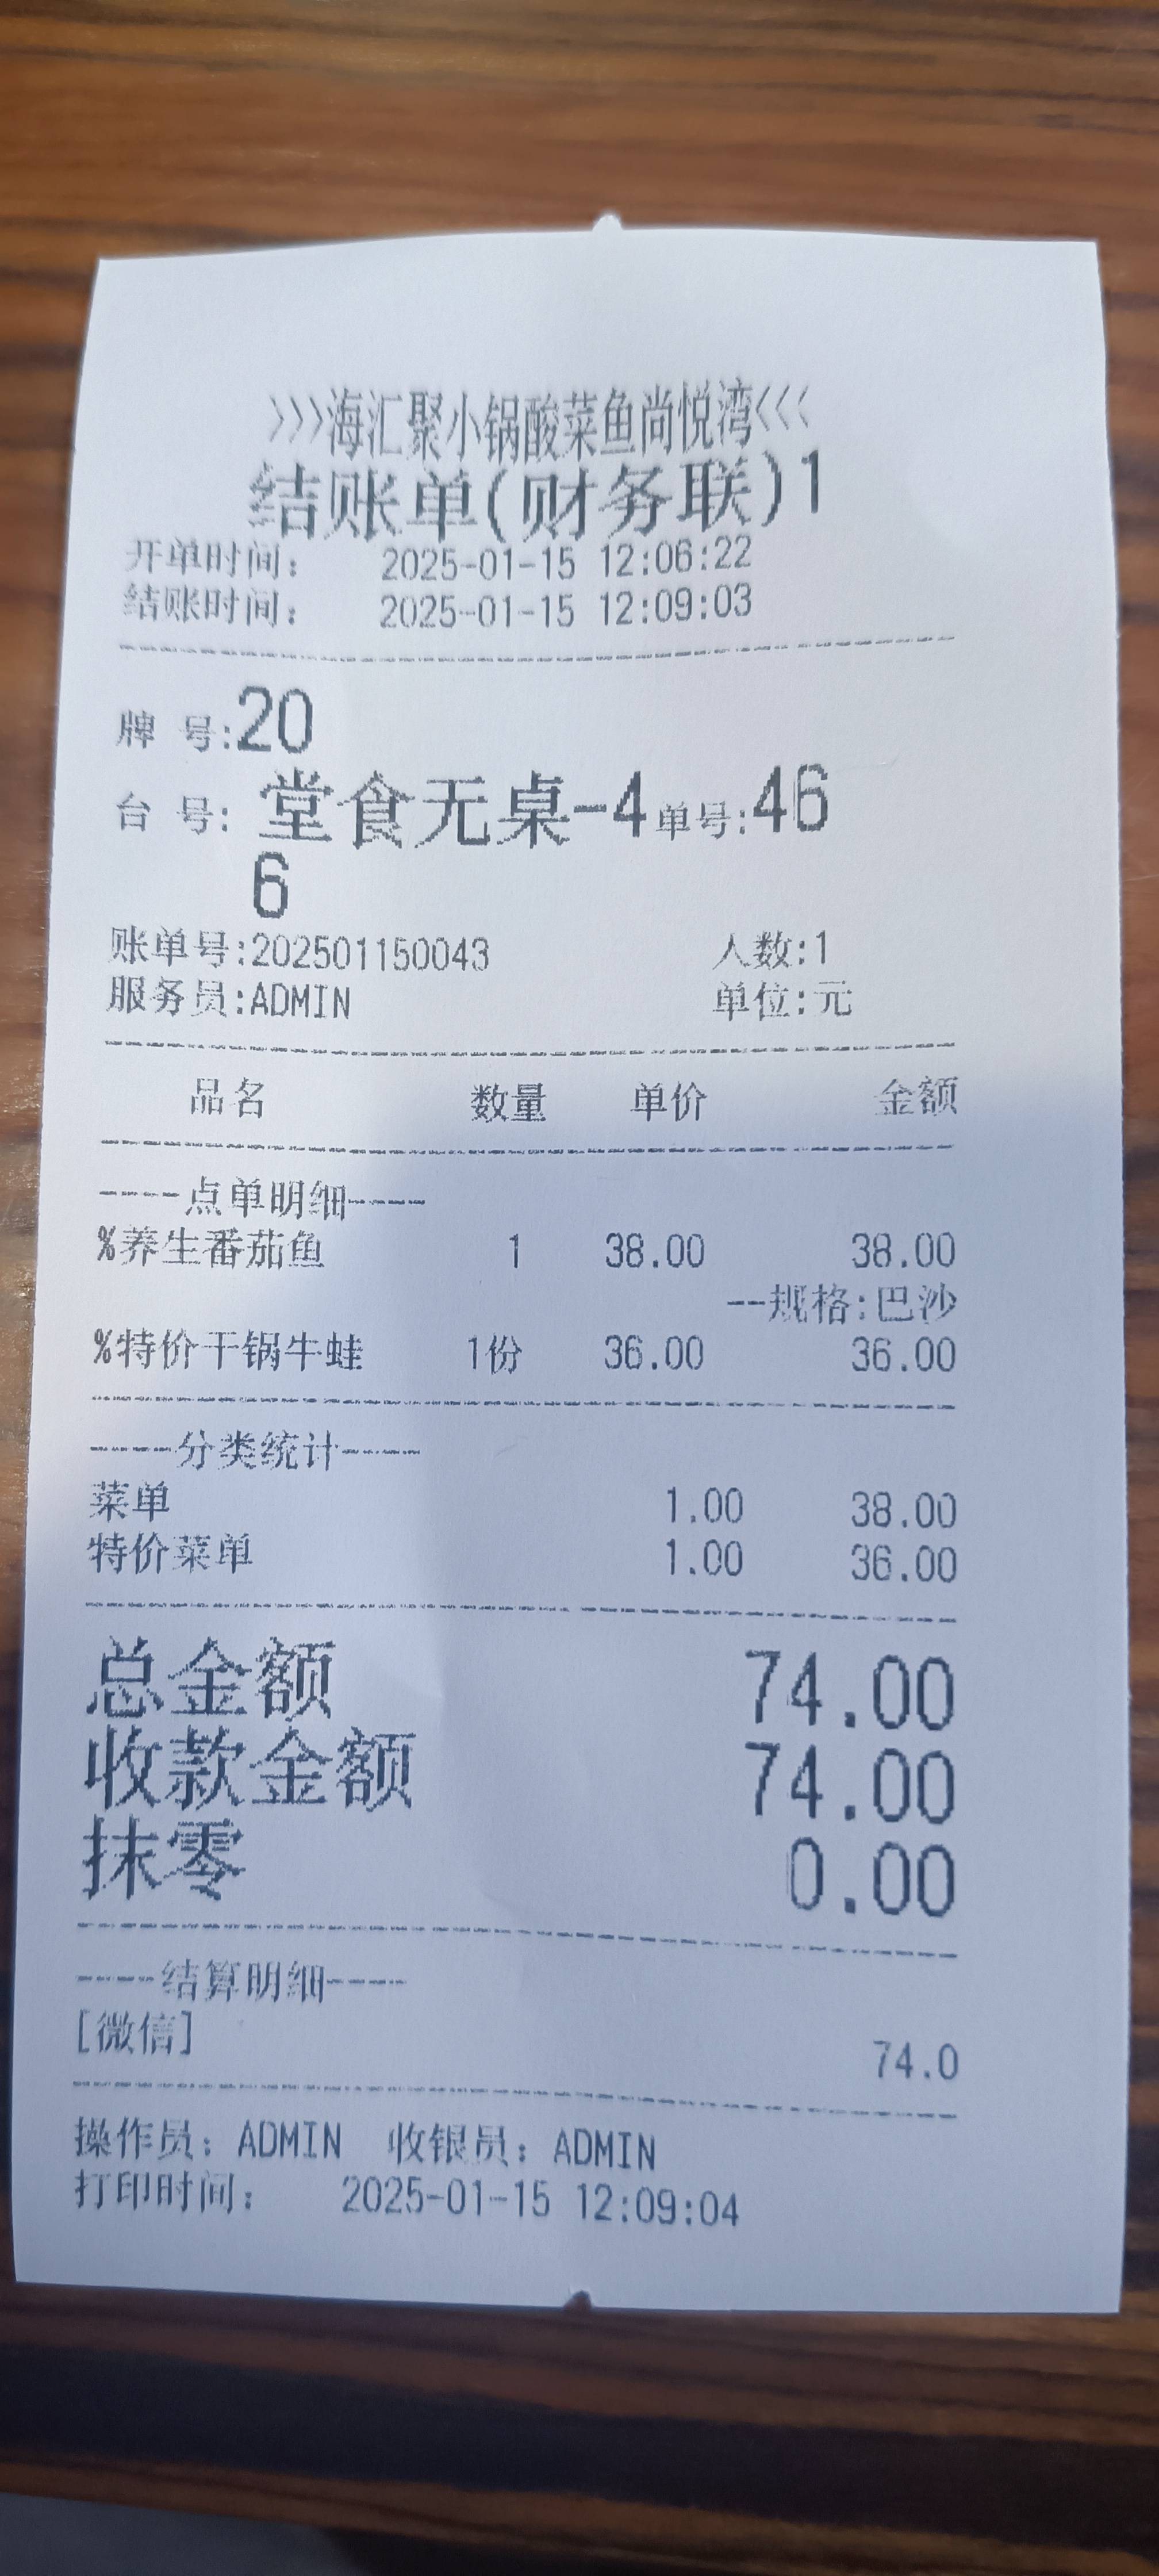 >>>海汇聚小锅酸菜鱼尚悦湾<<<
结账单(财务联)1
开单时间: 2025-01-15 12:06:22
结账时间: 2025-01-15 12:09:03
牌 号:20
台 号: 堂食无桌-4单号:46
6
账单号:202501150043 人数:1
服务员:ADMIN 单位:元
品名 数量 单价 金额
----点单明细----
%养生番茄鱼 1 38.00 38.00
--规格:巴沙
%特价干锅牛蛙 1份 36.00 36.00
----分类统计----
菜单 1.00 38.00
特价菜单 1.00 36.00
总金额 74.00
收款金额 74.00
抹零 0.00
----结算明细----
[微信] 74.0
操作员: ADMIN 收银员: ADMIN
打印时间: 2025-01-15 12:09:04